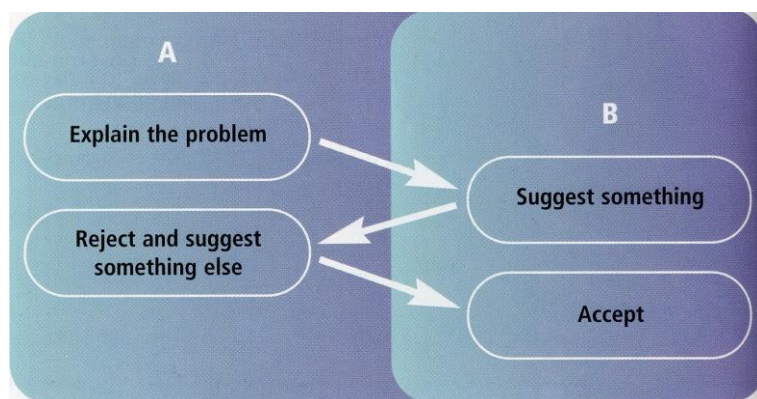 A
Explain the problem
B
Suggest something
Reject and suggest
something else
Accept